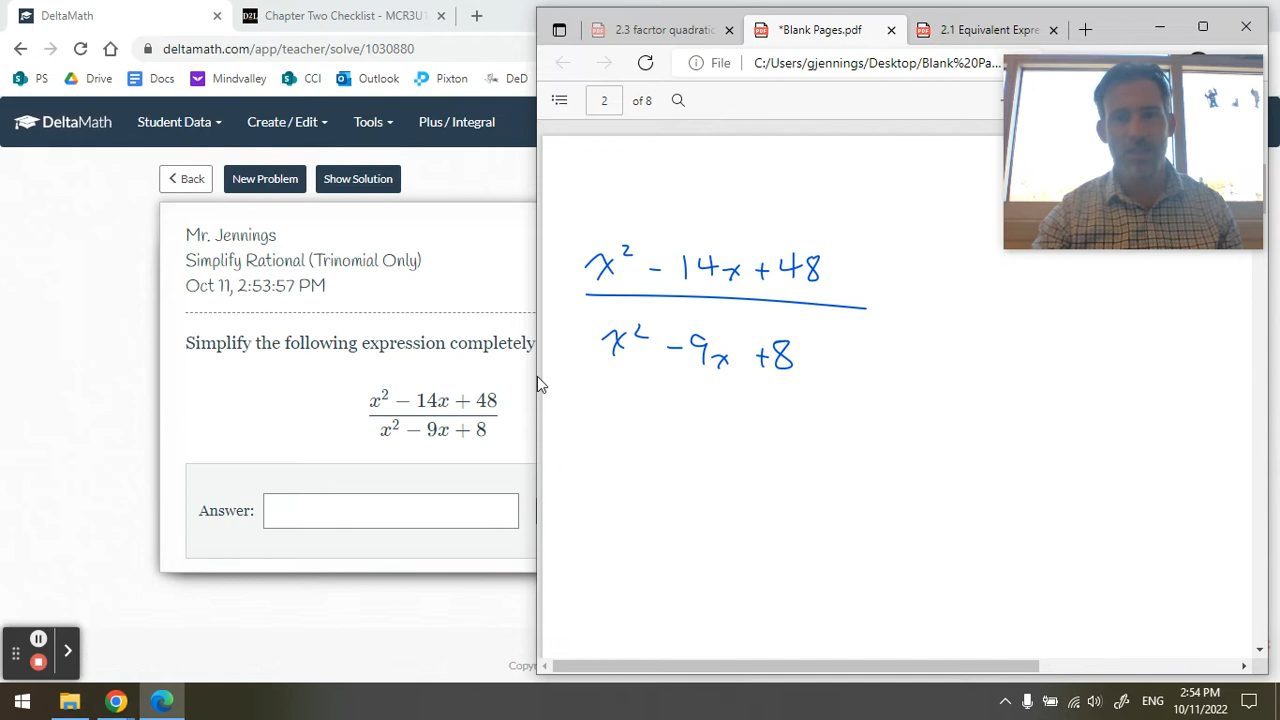 DeltaMath
Chapter Two Checklist - MCR3U1
deltamath.com/app/teacher/solve/1030880
PS
Drive
Docs
Mindvalley
CCI
Outlook
Pixton
DeD
DeltaMath
Student Data
Create / Edit
Tools
Plus / Integral
Back
New Problem
Show Solution
Mr. Jennings
Simplify Rational (Trinomial Only)
Oct 11, 2:53:57 PM
Simplify the following expression completely
x² − 14x + 48
x² − 9x + 8
Answer:
Copyr
2.3 facrtor quadratic
*Blank Pages.pdf
2.1 Equivalent Expre
File
C:/Users/gjennings/Desktop/Blank%20Pa...
2 of 8
x² - 14x + 48
x² - 9x + 8
ENG
2:54 PM
10/11/2022